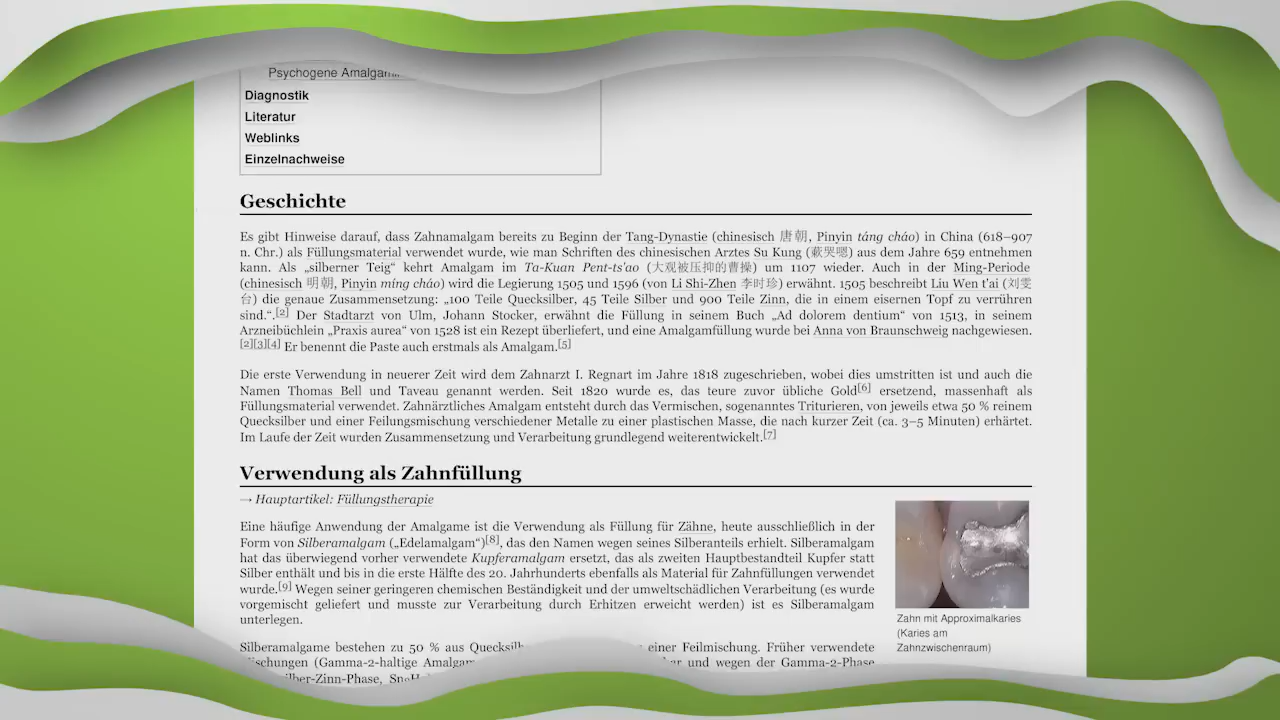 Psychogene Amalgam
Diagnostik
Literatur
Weblinks
Einzelnachweise
Geschichte
Es gibt Hinweise darauf, dass Zahnamalgam bereits zu Beginn der Tang-Dynastie (chinesisch 唐朝, Pinyin táng cháo) in China (618–907
n. Chr.) als Füllungsmaterial verwendet wurde, wie man Schriften des chinesischen Arztes Su Kung (蔌哭嗯) aus dem Jahre 659 entnehmen
kann. Als „silberner Teig“ kehrt Amalgam im Ta-Kuan Pent-ts'ao (大观被压抑的曹操) um 1107 wieder. Auch in der Ming-Periode
(chinesisch 明朝, Pinyin míng cháo) wird die Legierung 1505 und 1596 (von Li Shi-Zhen 李时珍) erwähnt. 1505 beschreibt Liu Wen t'ai (刘雯
台) die genaue Zusammensetzung: „100 Teile Quecksilber, 45 Teile Silber und 900 Teile Zinn, die in einem eisernen Topf zu verrühren
sind.“.[2] Der Stadtarzt von Ulm, Johann Stocker, erwähnt die Füllung in seinem Buch „Ad dolorem dentium“ von 1513, in seinem
Arzneibüchlein „Praxis aurea“ von 1528 ist ein Rezept überliefert, und eine Amalgamfüllung wurde bei Anna von Braunschweig nachgewiesen.
[2][3][4] Er benennt die Paste auch erstmals als Amalgam.[5]
Die erste Verwendung in neuerer Zeit wird dem Zahnarzt I. Regnart im Jahre 1818 zugeschrieben, wobei dies umstritten ist und auch die
Namen Thomas Bell und Taveau genannt werden. Seit 1820 wurde es, das teure zuvor übliche Gold[6] ersetzend, massenhaft als
Füllungsmaterial verwendet. Zahnärztliches Amalgam entsteht durch das Vermischen, sogenanntes Triturieren, von jeweils etwa 50 % reinem
Quecksilber und einer Feilungsmischung verschiedener Metalle zu einer plastischen Masse, die nach kurzer Zeit (ca. 3–5 Minuten) erhärtet.
Im Laufe der Zeit wurden Zusammensetzung und Verarbeitung grundlegend weiterentwickelt.[7]
Verwendung als Zahnfüllung
→ Hauptartikel: Füllungstherapie
Eine häufige Anwendung der Amalgame ist die Verwendung als Füllung für Zähne, heute ausschließlich in der
Form von Silberamalgam („Edelamalgam“)[8], das den Namen wegen seines Silberanteils erhielt. Silberamalgam
hat das überwiegend vorher verwendete Kupferamalgam ersetzt, das als zweiten Hauptbestandteil Kupfer statt
Silber enthält und bis in die erste Hälfte des 20. Jahrhunderts ebenfalls als Material für Zahnfüllungen verwendet
wurde.[9] Wegen seiner geringeren chemischen Beständigkeit und der umweltschädlichen Verarbeitung (es wurde
vorgemischt geliefert und musste zur Verarbeitung durch Erhitzen erweicht werden) ist es Silberamalgam
unterlegen.
Zahn mit Approximalkaries
(Karies am
Zahnzwischenraum)
Silberamalgame bestehen zu 50 % aus einer Feilmischung. Früher verwendete
(Gamma-2-haltige und wegen der Gamma-2-Phase